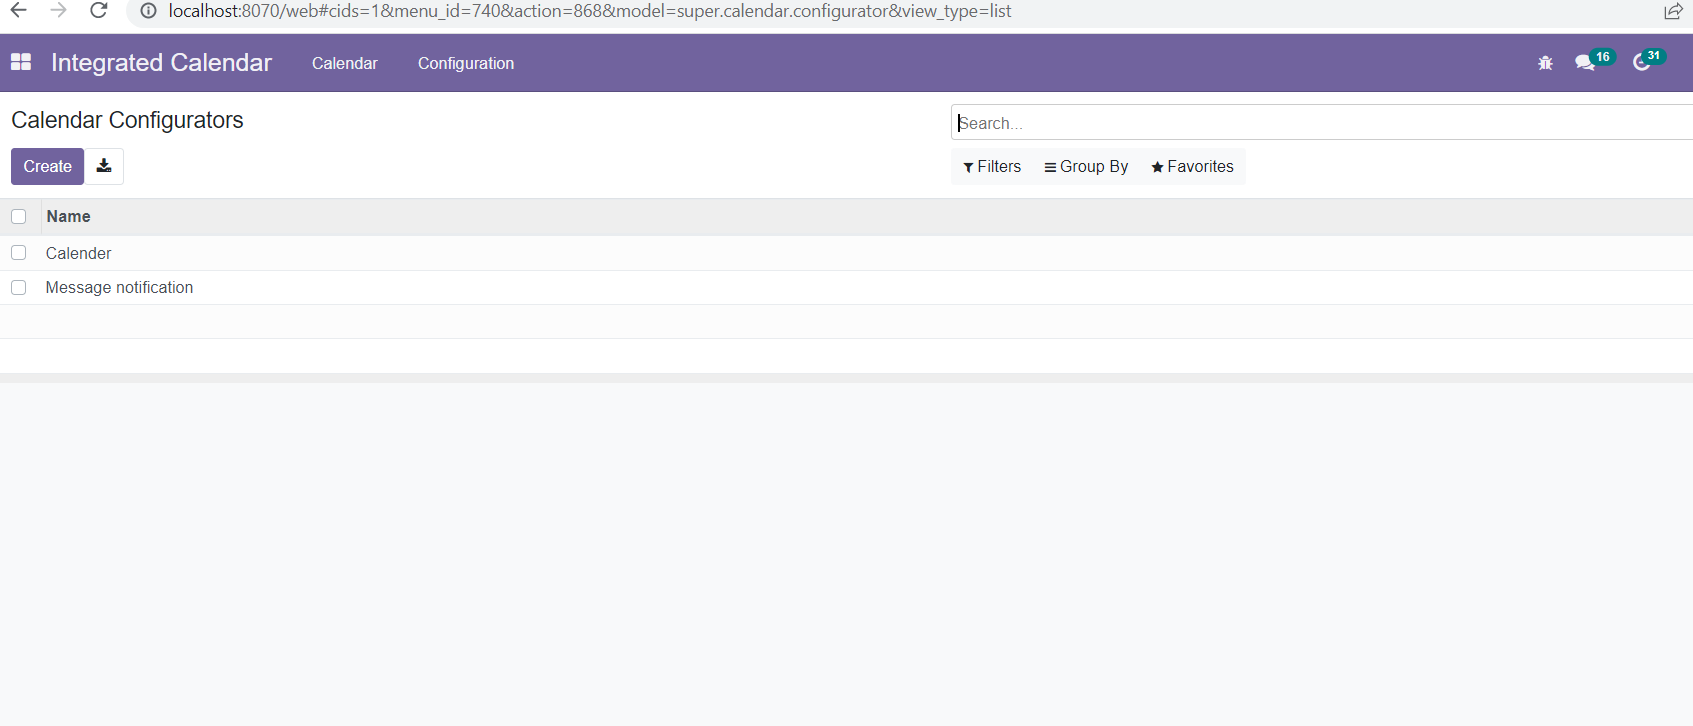 localhost:8070/web#cids=1&menu_id=740&action=868&model=super.calendar.configurator&view_type=list
Integrated Calendar Calendar Configuration 16 31
Calendar Configurators Search...
Create Filters Group By Favorites
Name
Calender
Message notification